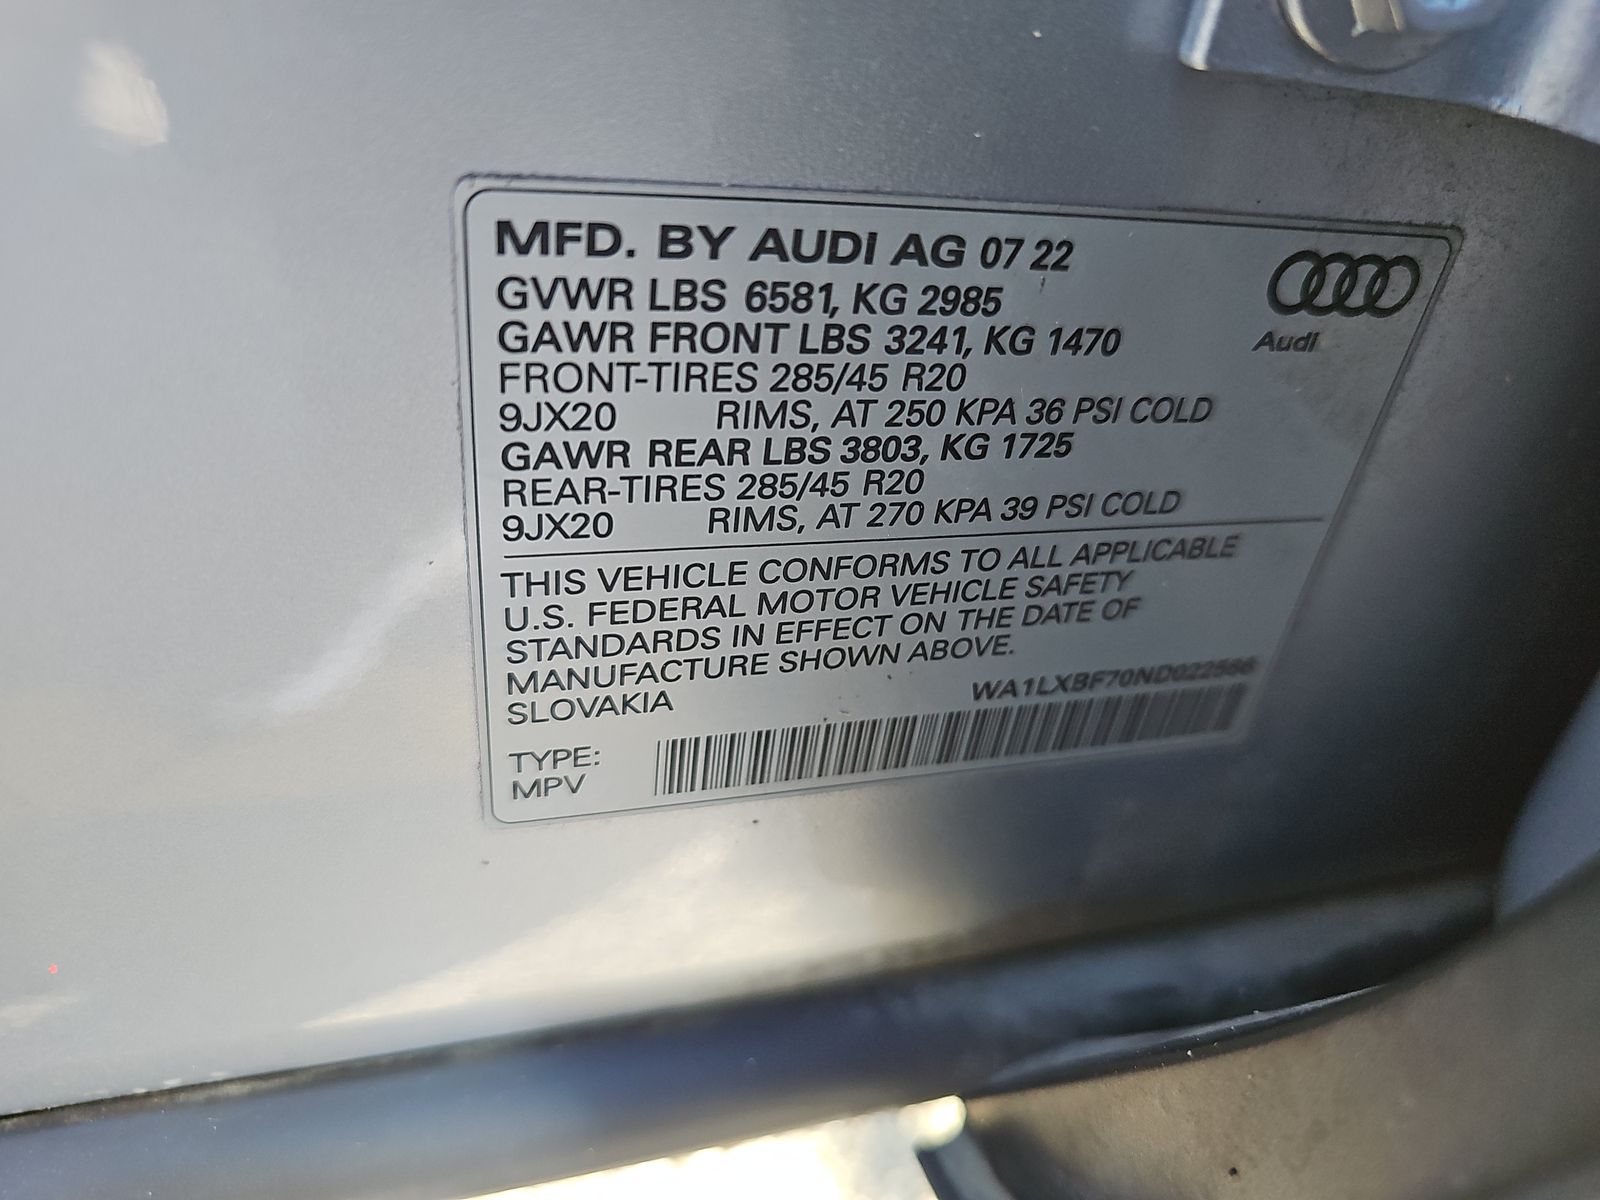 MFD. BY AUDI AG 07 22
GVWR LBS 6581, KG 2985
GAWR FRONT LBS 3241, KG 1470
FRONT-TIRES 285/45 R20
9JX20 RIMS, AT 250 KPA 36 PSI COLD
GAWR REAR LBS 3803, KG 1725
REAR-TIRES 285/45 R20
9JX20 RIMS, AT 270 KPA 39 PSI COLD
Audi
THIS VEHICLE CONFORMS TO ALL APPLICABLE
U.S. FEDERAL MOTOR VEHICLE SAFETY
STANDARDS IN EFFECT ON THE DATE OF
MANUFACTURE SHOWN ABOVE.
SLOVAKIA
WA1LXBF70ND022566
TYPE:
MPV